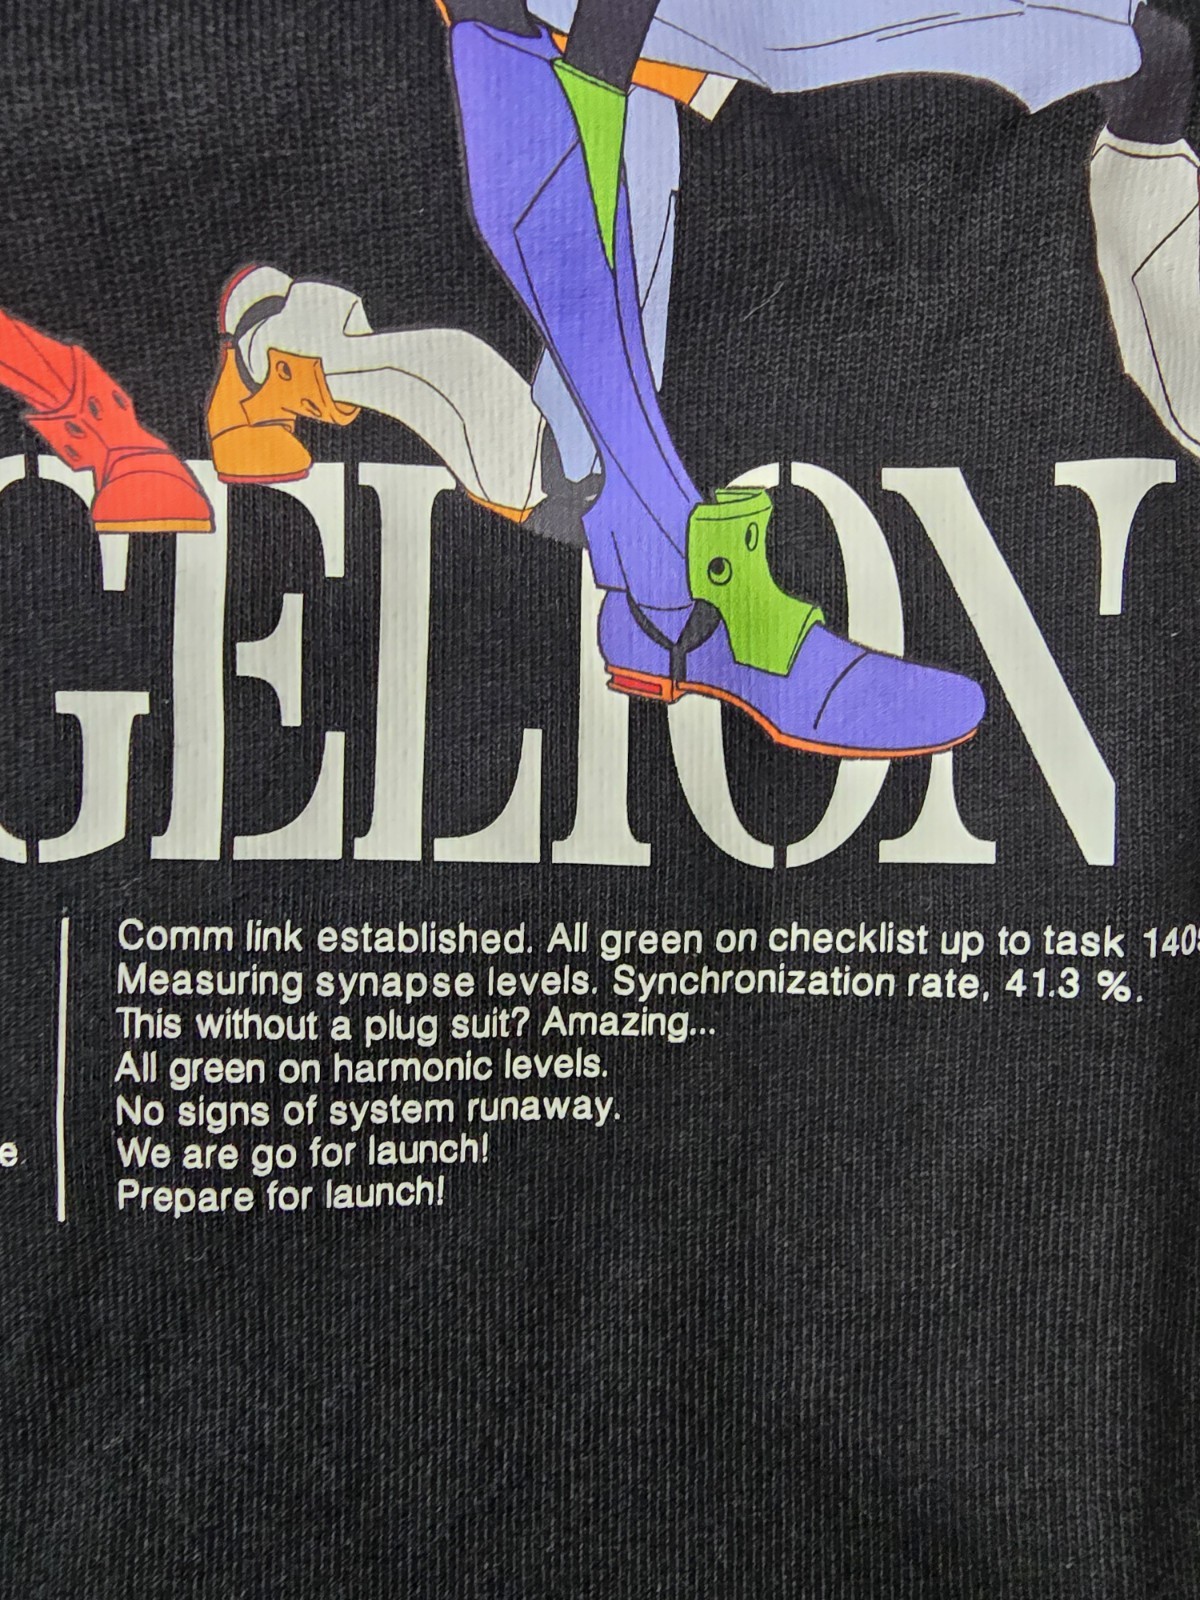 GELION
Comm link established. All green on checklist up to task 140
Measuring synapse levels. Synchronization rate, 41.3 %.
This without a plug suit? Amazing...
All green on harmonic levels.
No signs of system runaway.
e. We are go for launch!
Prepare for launch!